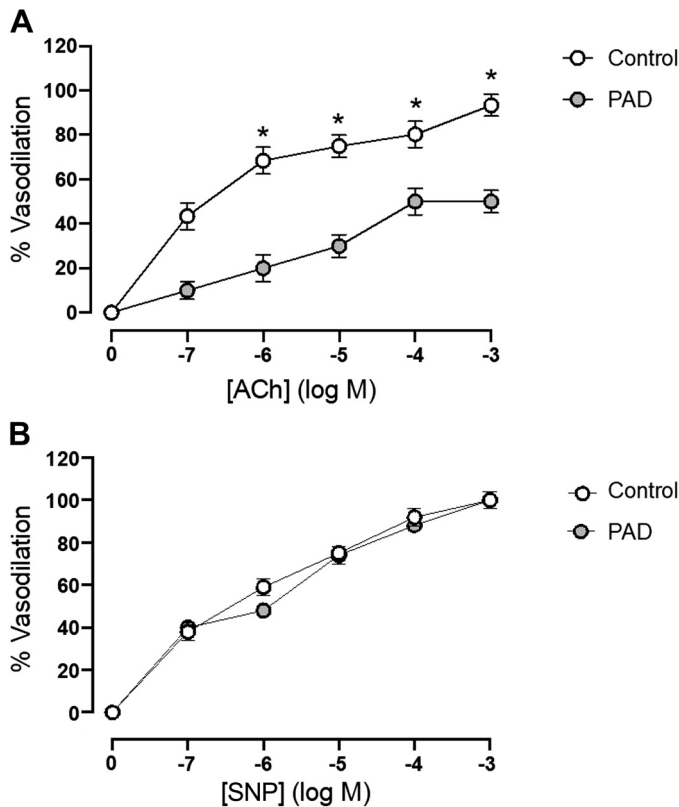 A
120
100
80
60
40
20
0
% Vasodilation
* * * *
Control
PAD
0 -7 -6 -5 -4 -3
[ACh] (log M)
B
120
100
80
60
40
20
0
% Vasodilation
Control
PAD
0 -7 -6 -5 -4 -3
[SNP] (log M)